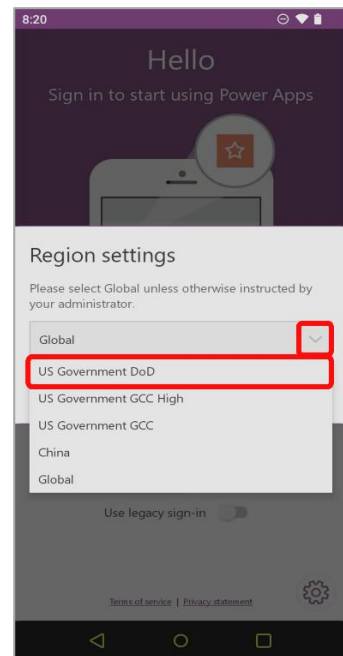 8:20
Hello
Sign in to start using Power Apps
Region settings
Please select Global unless otherwise instructed by
your administrator.
Global
US Government DoD
US Government GCC High
US Government GCC
China
Global
Use legacy sign-in
Terms of service | Privacy statement